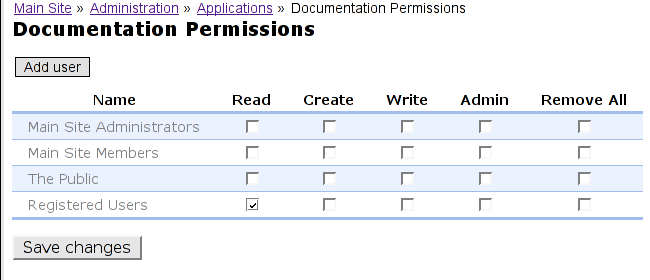 Main Site » Administration » Applications » Documentation Permissions
Documentation Permissions
Add user
Name Read Create Write Admin Remove All
Main Site Administrators
Main Site Members
The Public
Registered Users
Save changes